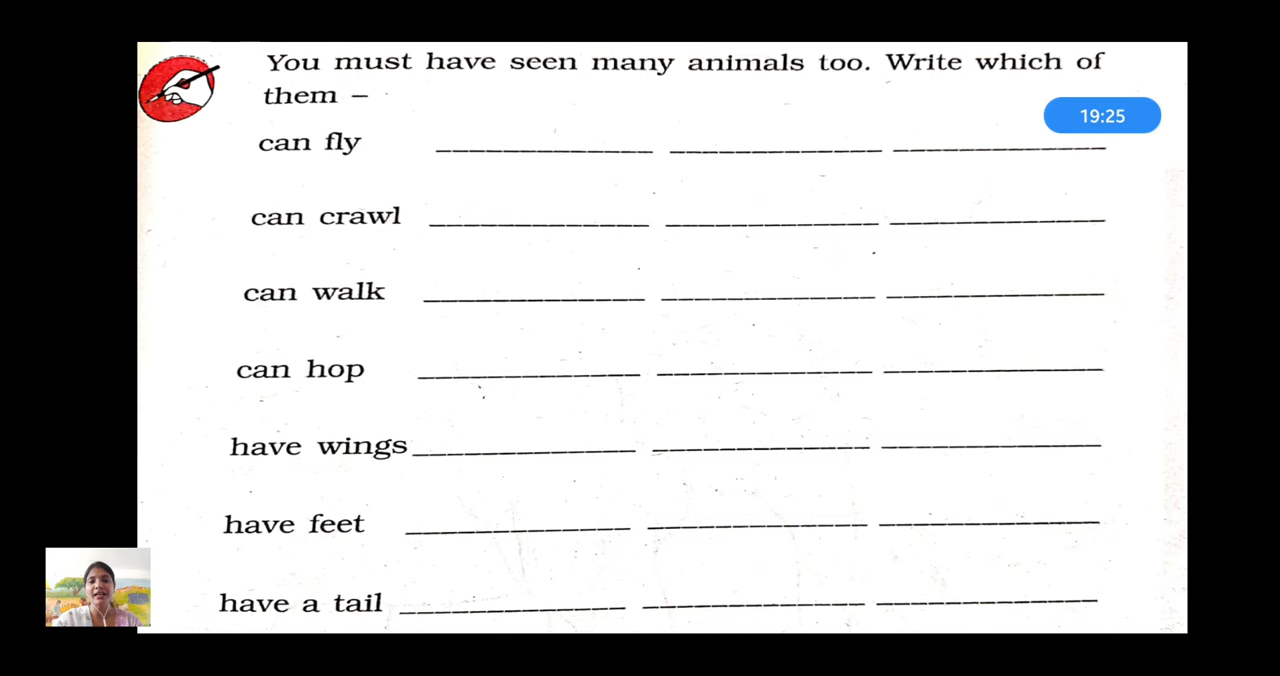 You must have seen many animals too. Write which of
them –
19:25
can fly
can crawl
can walk
can hop
have wings
have feet
have a tail